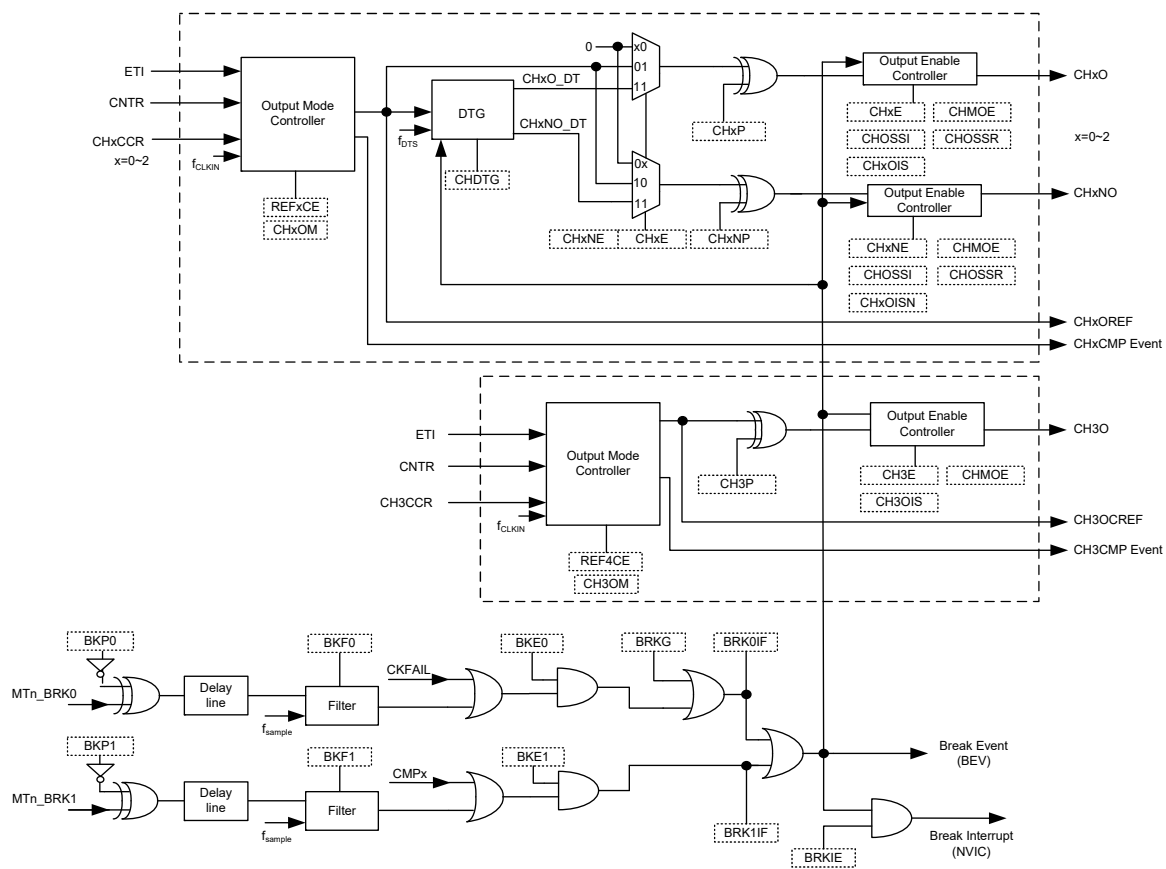 ETI
CNTR
CHxCCR
x=0~2
fCLKIN
Output Mode
Controller
REFxCE
CHxOM
fDTS
DTG
CHDTG
CHxO_DT
CHxNO_DT
0
x0
01
11
0x
10
11
CHxNE
CHxE
CHxP
CHxNP
Output Enable
Controller
CHxE
CHMOE
CHOSSI
CHOSSR
CHxOIS
Output Enable
Controller
CHxNE
CHMOE
CHOSSI
CHOSSR
CHxOISN
CHxO
x=0~2
CHxNO
CHxOREF
CHxCMP Event
ETI
CNTR
CH3CCR
fCLKIN
Output Mode
Controller
REF4CE
CH3OM
CH3P
Output Enable
Controller
CH3E
CHMOE
CH3OIS
CH3O
CH3OCREF
CH3CMP Event
BKP0
MTn_BRK0
Delay
line
BKF0
Filter
fsample
CKFAIL
BKE0
BRKG
BRK0IF
BKP1
MTn_BRK1
Delay
line
BKF1
Filter
fsample
CMPx
BKE1
BRK1IF
Break Event
(BEV)
BRKIE
Break Interrupt
(NVIC)